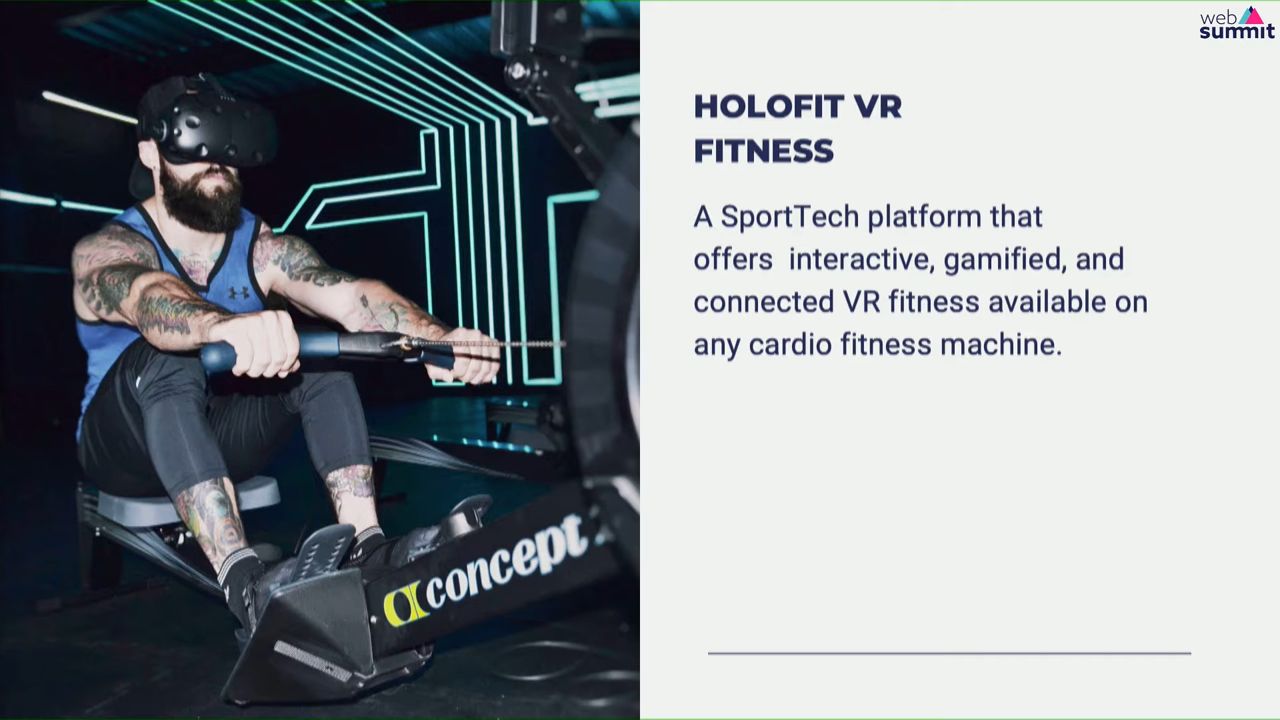 web
summit
HOLOFIT VR
FITNESS
A SportTech platform that
offers  interactive, gamified, and
connected VR fitness available on
any cardio fitness machine.
concept